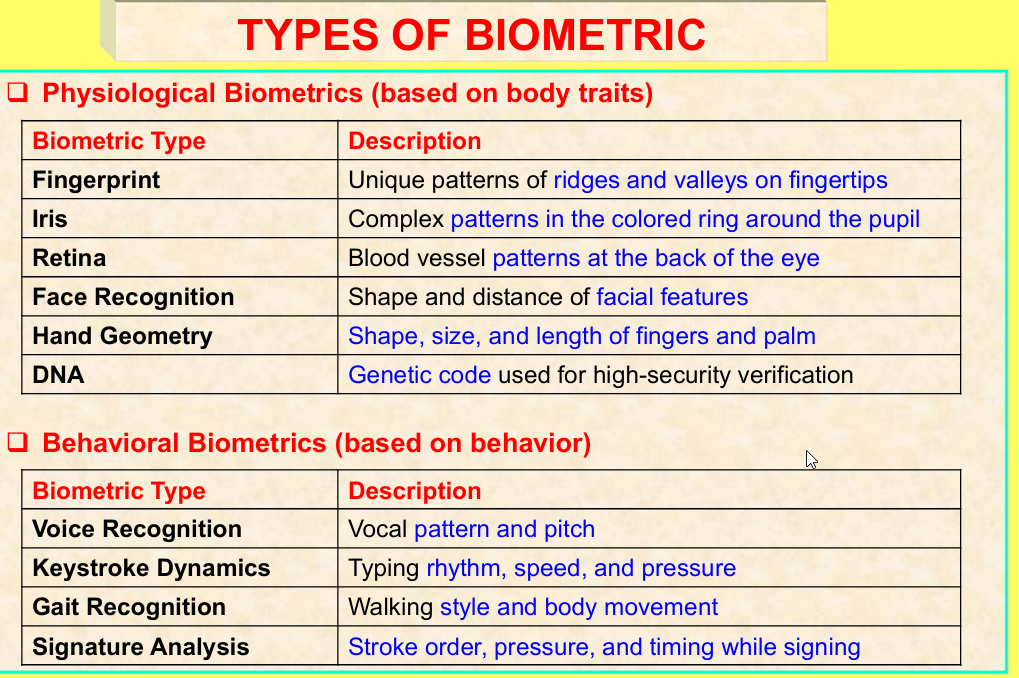 TYPES OF BIOMETRIC
Physiological Biometrics (based on body traits)
Biometric Type Description
Fingerprint Unique patterns of ridges and valleys on fingertips
Iris Complex patterns in the colored ring around the pupil
Retina Blood vessel patterns at the back of the eye
Face Recognition Shape and distance of facial features
Hand Geometry Shape, size, and length of fingers and palm
DNA Genetic code used for high-security verification
Behavioral Biometrics (based on behavior)
Biometric Type Description
Voice Recognition Vocal pattern and pitch
Keystroke Dynamics Typing rhythm, speed, and pressure
Gait Recognition Walking style and body movement
Signature Analysis Stroke order, pressure, and timing while signing